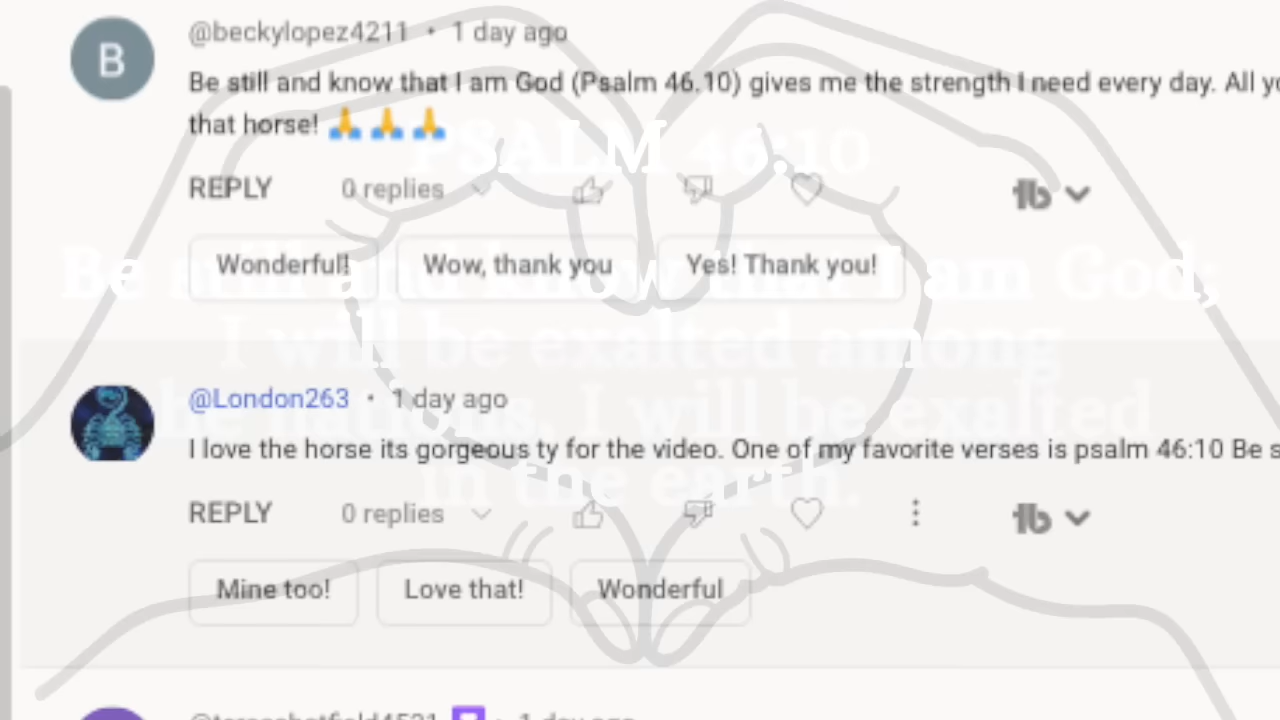 B
@beckylopez4211 • 1 day ago
Be still and know that I am God (Psalm 46.10) gives me the strength I need every day. All
that horse! 🙏 🙏 🙏
PSALM 46:10
REPLY 0 replies
Wonderful! Wow, thank you Yes! Thank you!
Be still and know that I am God;
I will be exalted among
the nations, I will be exalted
in the earth.
@London263 • 1 day ago
I love the horse its gorgeous ty for the video. One of my favorite verses is psalm 46:10 Be
REPLY 0 replies
Mine too! Love that! Wonderful
1 day ago